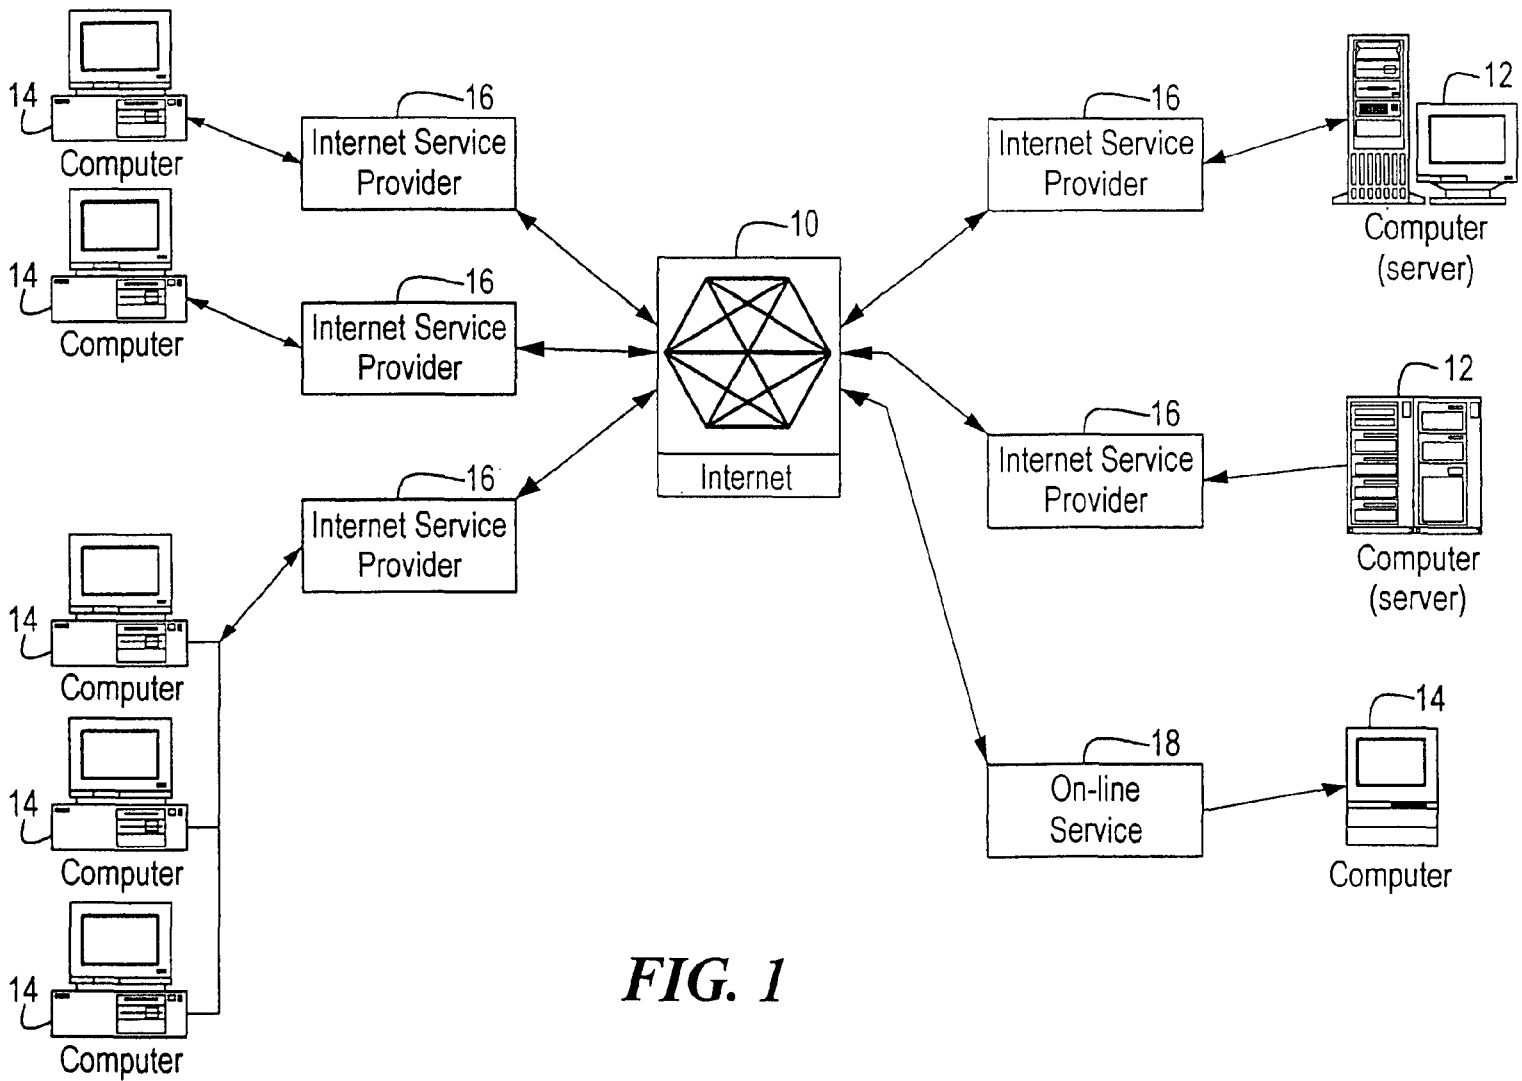 14
Computer
16
Internet Service
Provider
14
Computer
16
Internet Service
Provider
16
Internet Service
Provider
14
Computer
14
Computer
14
Computer
10
Internet
16
Internet Service
Provider
12
Computer
(server)
16
Internet Service
Provider
12
Computer
(server)
18
On-line
Service
14
Computer
FIG. 1